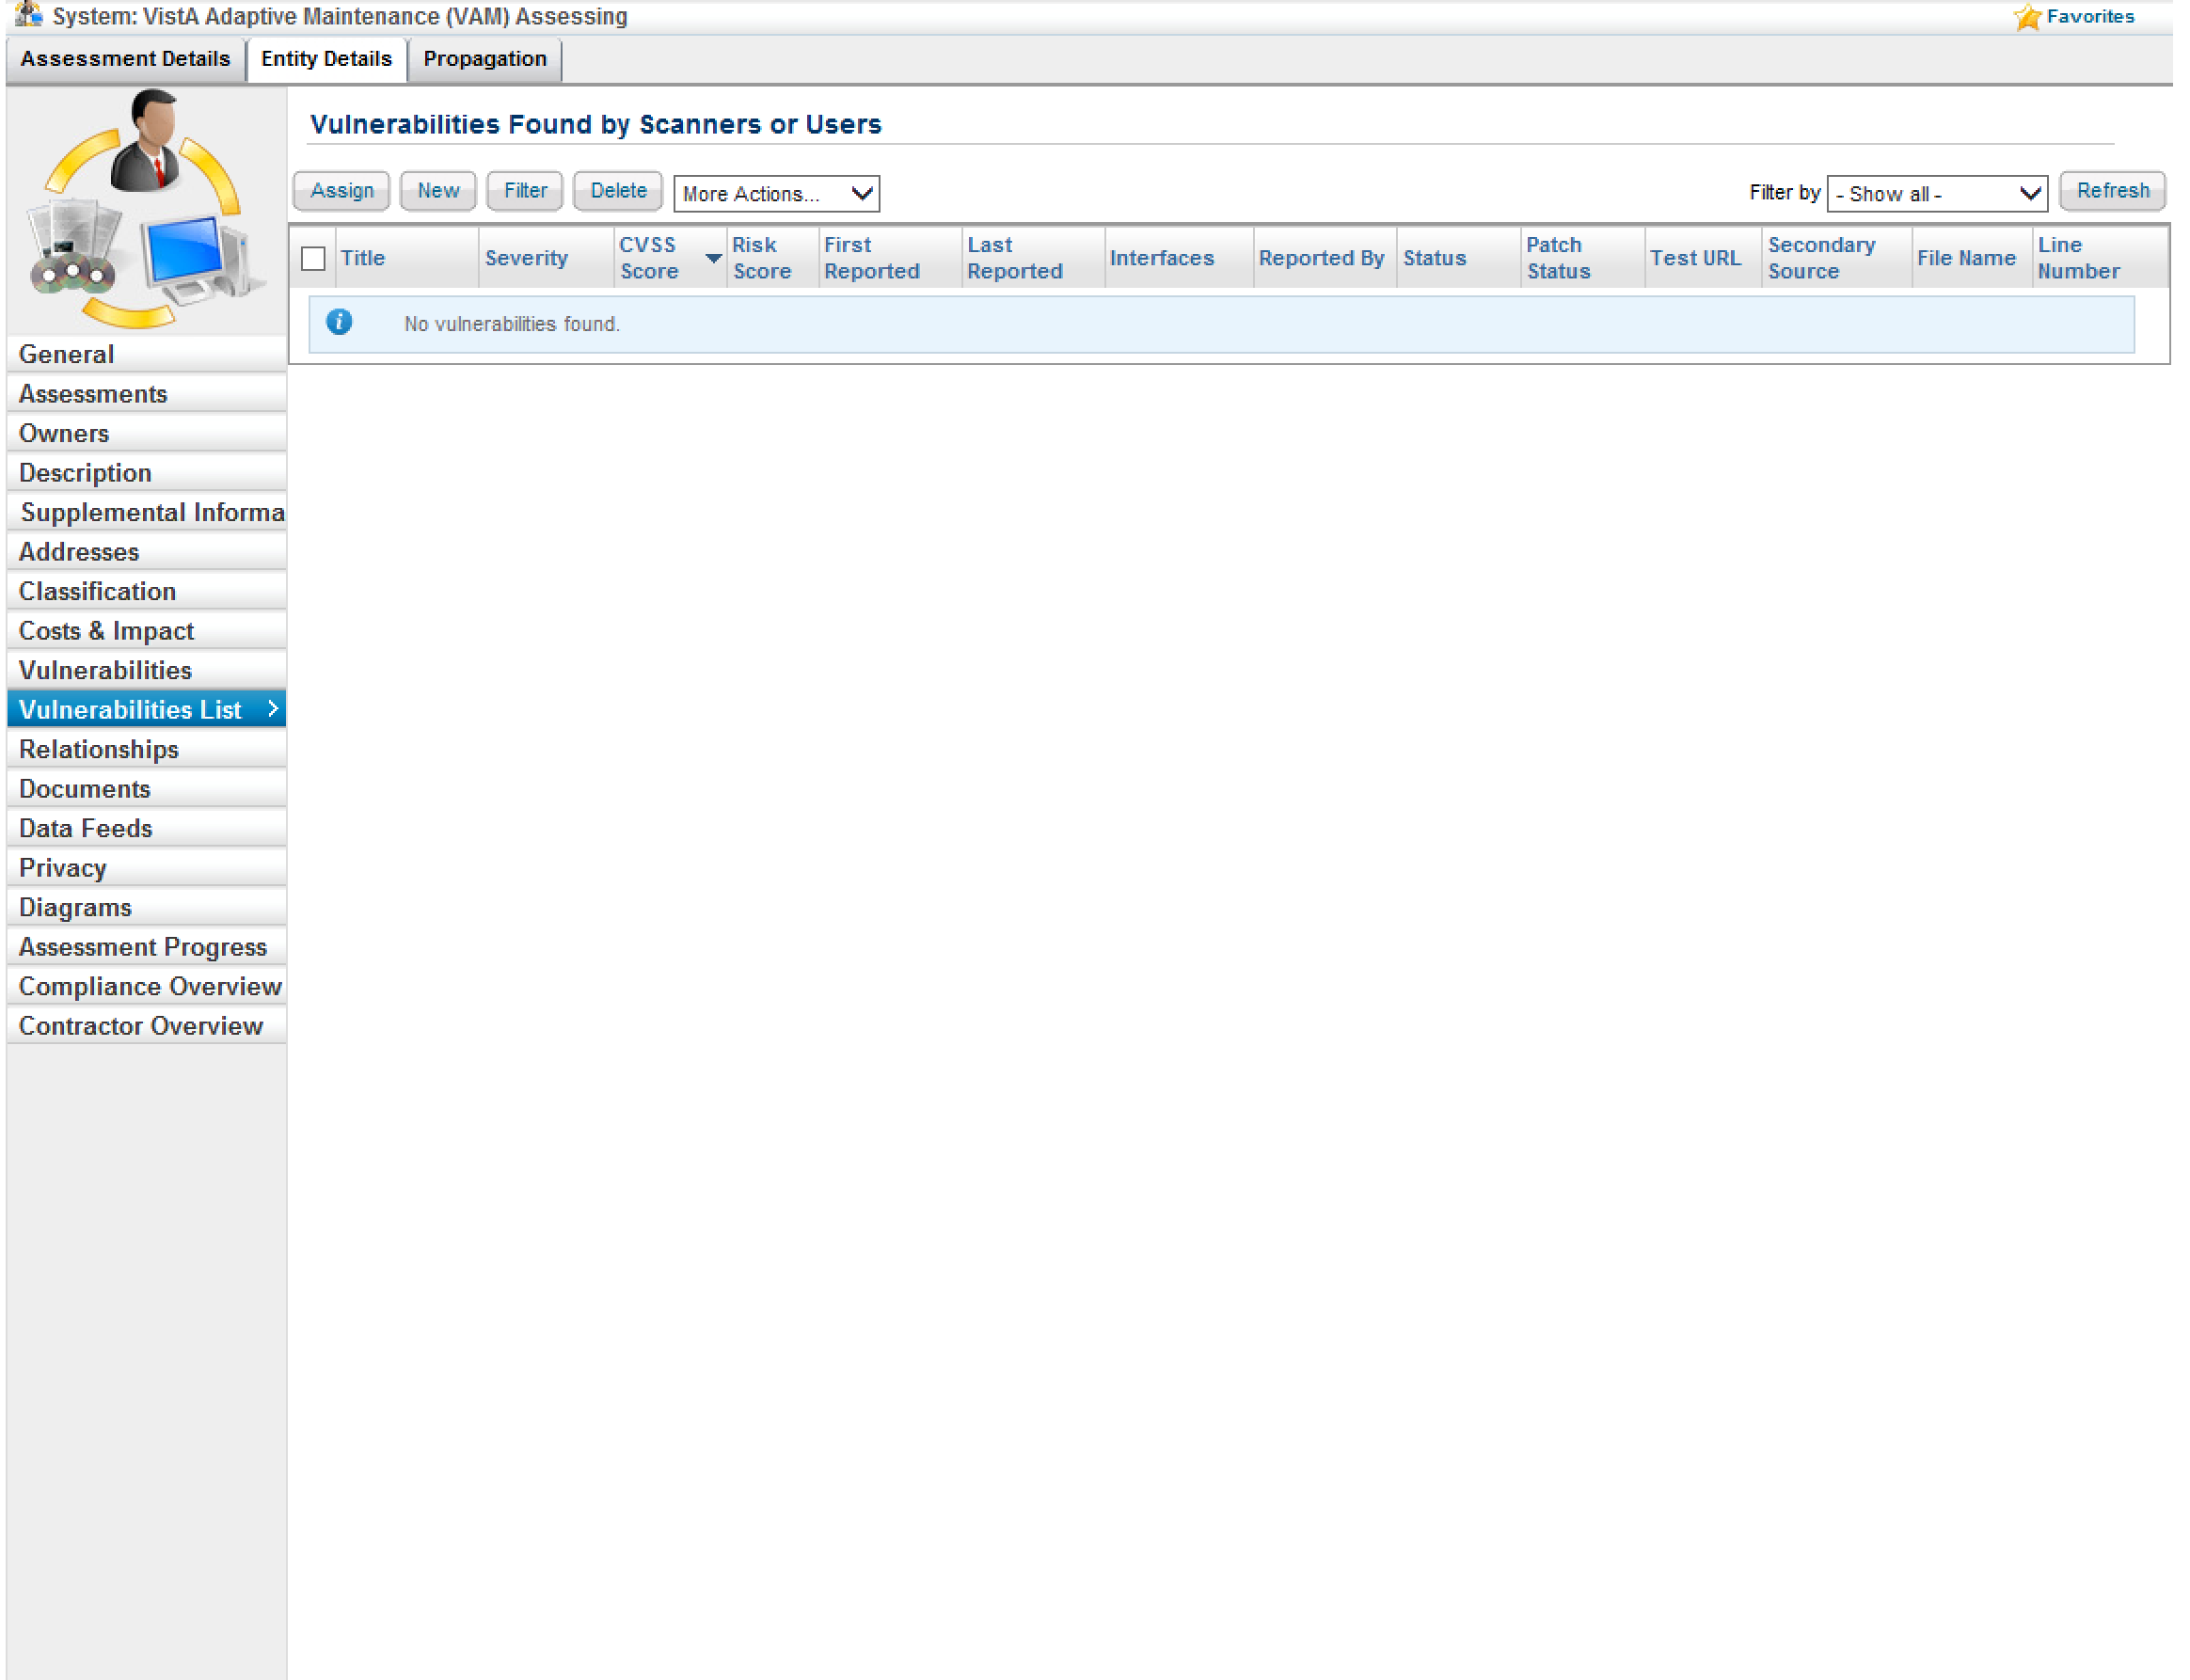 System: VistA Adaptive Maintenance (VAM) Assessing
Favorites
Assessment Details
Entity Details
Propagation
Vulnerabilities Found by Scanners or Users
Assign
New
Filter
Delete
More Actions...
Filter by
- Show all -
Refresh
Title
Severity
CVSS
Score
Risk
Score
First
Reported
Last
Reported
Interfaces
Reported By
Status
Patch
Status
Test URL
Secondary
Source
File Name
Line
Number
No vulnerabilities found.
General
Assessments
Owners
Description
Supplemental Informa
Addresses
Classification
Costs & Impact
Vulnerabilities
Vulnerabilities List >
Relationships
Documents
Data Feeds
Privacy
Diagrams
Assessment Progress
Compliance Overview
Contractor Overview